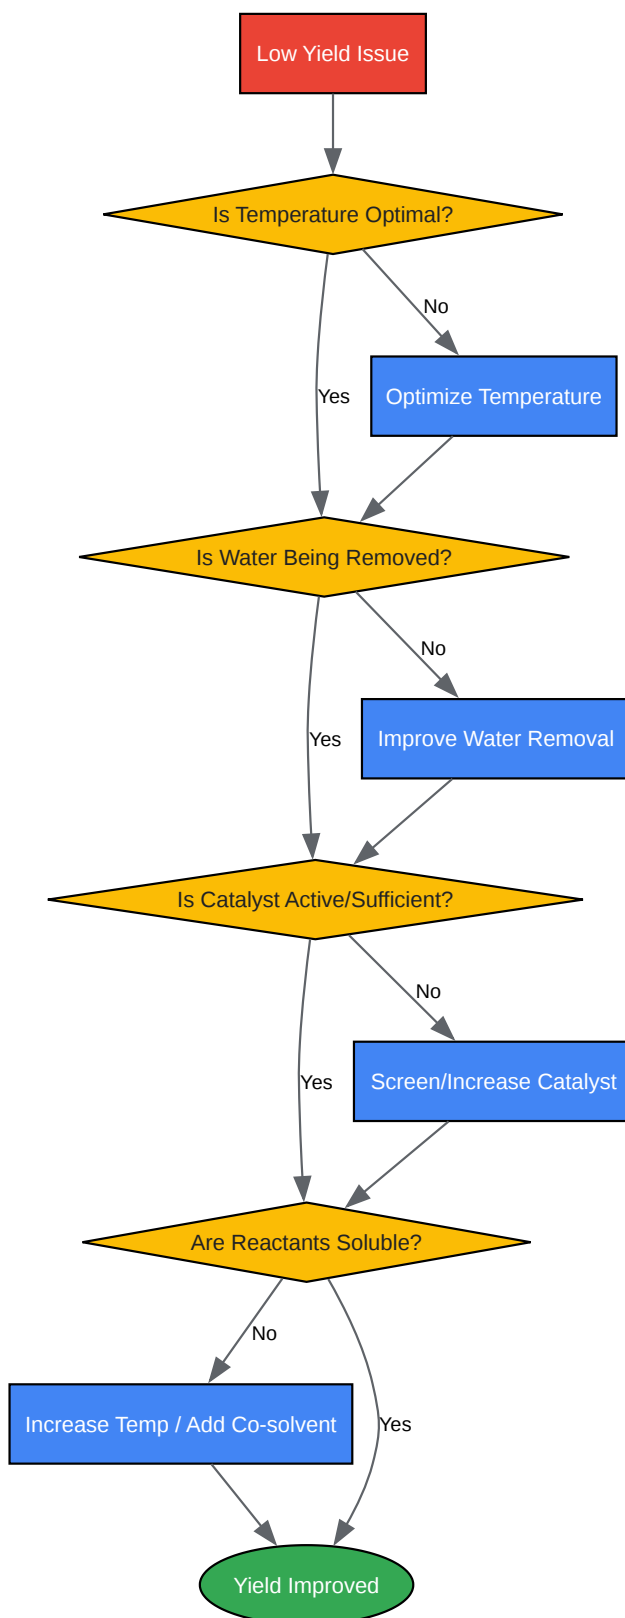 Low Yield Issue
Is Temperature Optimal?
No
Yes
Optimize Temperature
Is Water Being Removed?
No
Yes
Improve Water Removal
Is Catalyst Active/Sufficient?
No
Yes
Screen/Increase Catalyst
Are Reactants Soluble?
No
Increase Temp / Add Co-solvent
Yes
Yield Improved